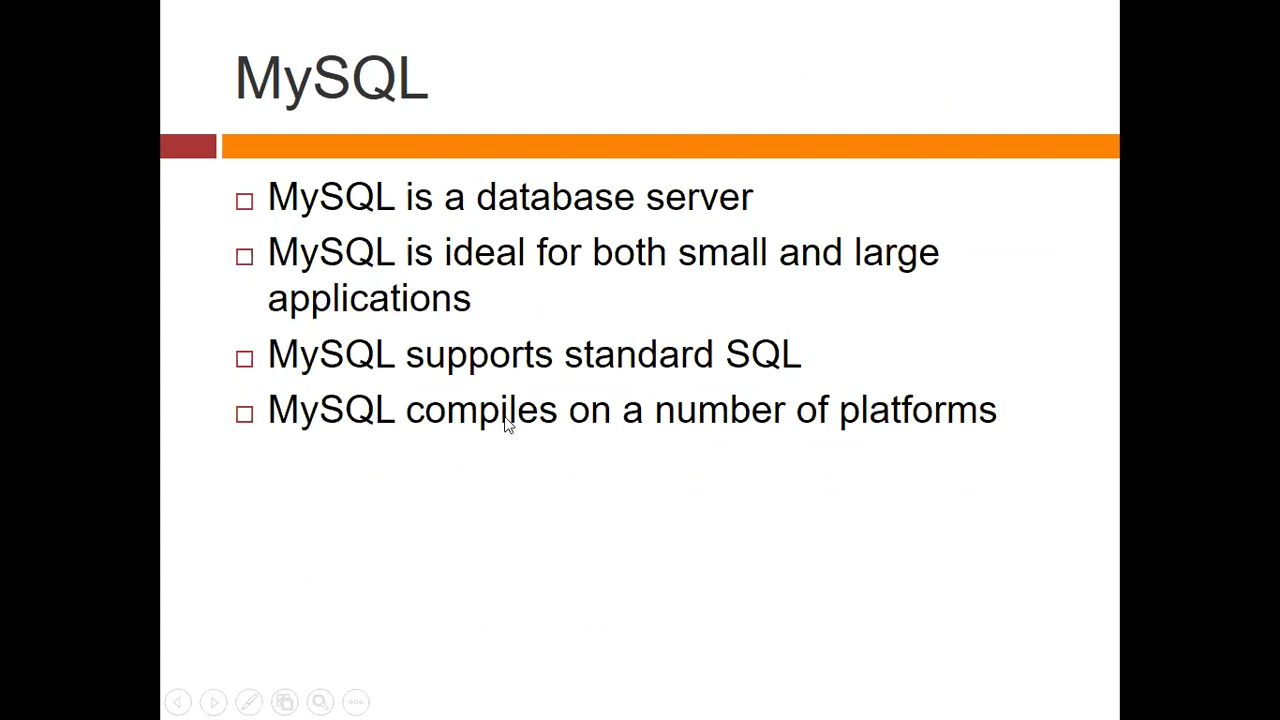 MySQL
MySQL is a database server
MySQL is ideal for both small and large
applications
MySQL supports standard SQL
MySQL compiles on a number of platforms